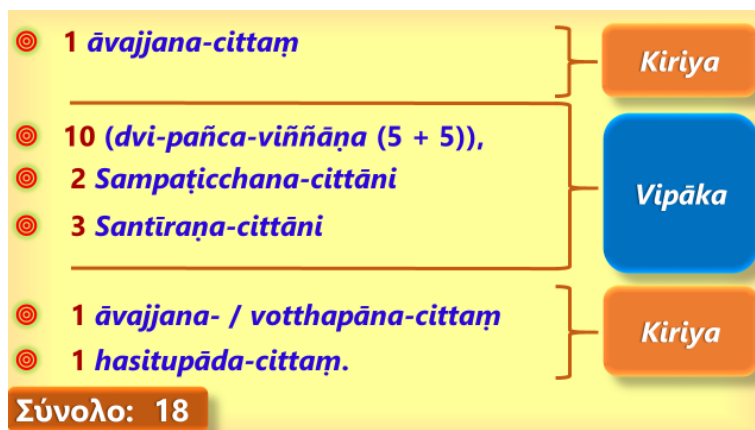 1 āvajjana-cittaṃ
Kiriya
10 (dvi-pañca-viññāṇa (5 + 5)),
2 Sampaṭicchana-cittāni
Vipāka
3 Santīraṇa-cittāni
1 āvajjana- / votthapāna-cittaṃ
Kiriya
1 hasitupāda-cittaṃ.
Σύνολο: 18